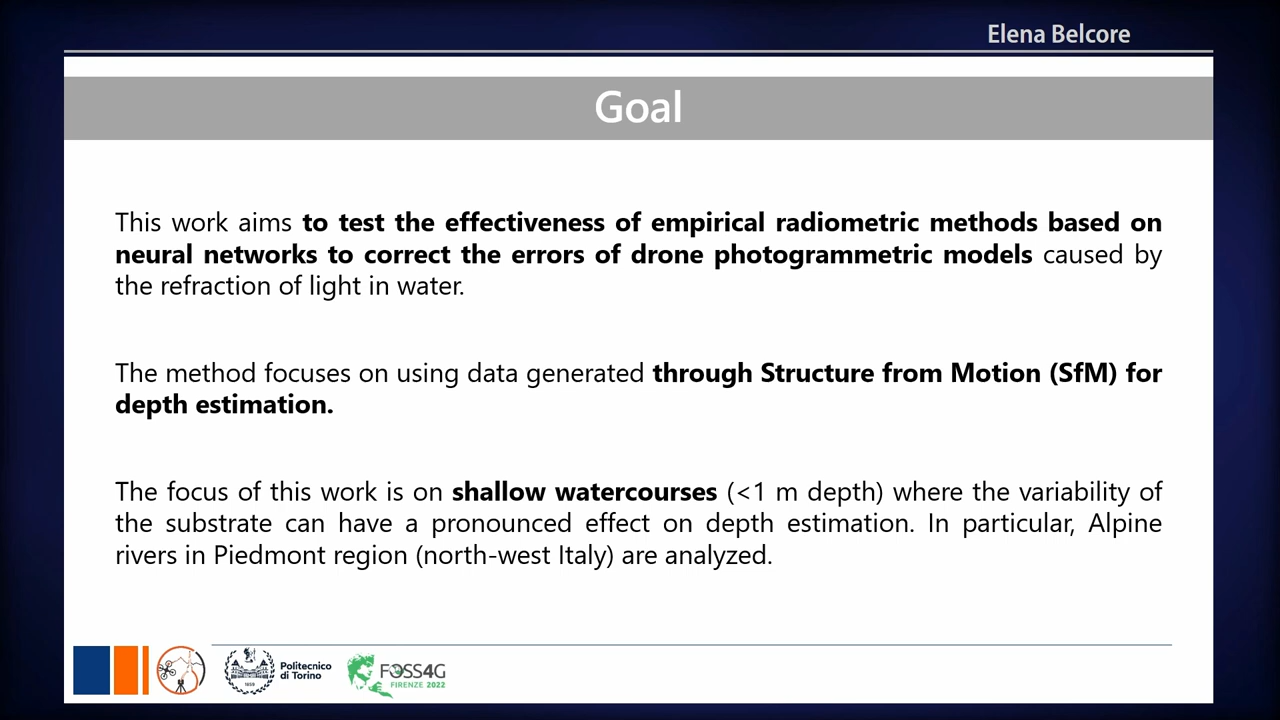 Elena Belcore
Goal
This work aims to test the effectiveness of empirical radiometric methods based on
neural networks to correct the errors of drone photogrammetric models caused by
the refraction of light in water.
The method focuses on using data generated through Structure from Motion (SfM) for
depth estimation.
The focus of this work is on shallow watercourses (<1 m depth) where the variability of
the substrate can have a pronounced effect on depth estimation. In particular, Alpine
rivers in Piedmont region (north-west Italy) are analyzed.
1859
Politecnico
di Torino
FOSS4G
FIRENZE 2022